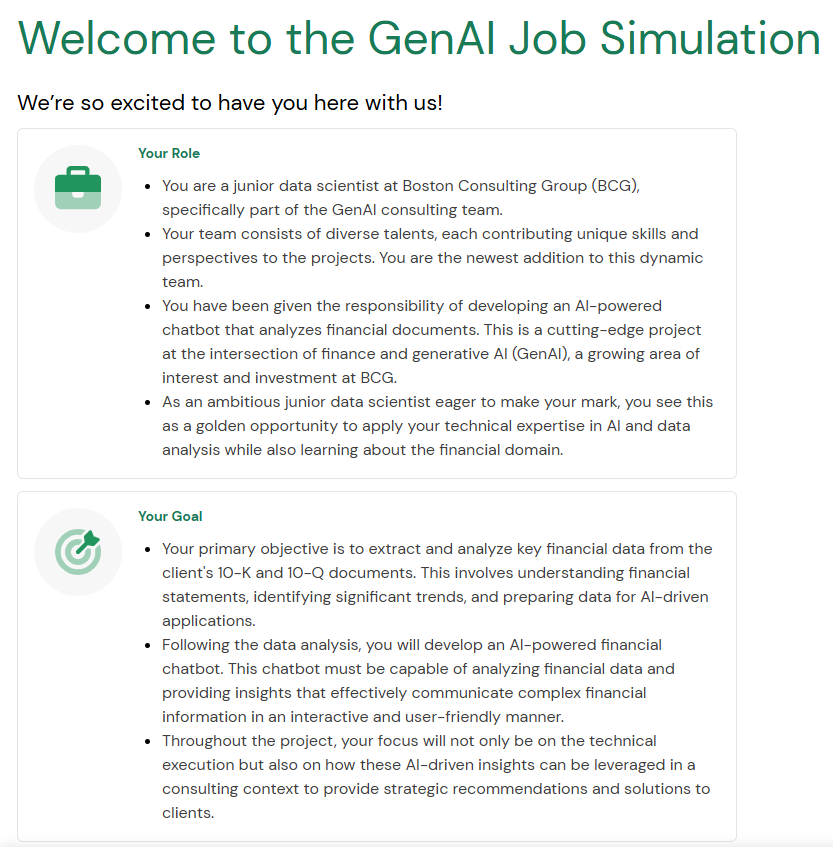 Welcome to the GenAI Job Simulation
We’re so excited to have you here with us!
Your Role
• You are a junior data scientist at Boston Consulting Group (BCG),
specifically part of the GenAI consulting team.
• Your team consists of diverse talents, each contributing unique skills and
perspectives to the projects. You are the newest addition to this dynamic
team.
• You have been given the responsibility of developing an AI-powered
chatbot that analyzes financial documents. This is a cutting-edge project
at the intersection of finance and generative AI (GenAI), a growing area of
interest and investment at BCG.
• As an ambitious junior data scientist eager to make your mark, you see this
as a golden opportunity to apply your technical expertise in AI and data
analysis while also learning about the financial domain.
Your Goal
• Your primary objective is to extract and analyze key financial data from the
client's 10-K and 10-Q documents. This involves understanding financial
statements, identifying significant trends, and preparing data for AI-driven
applications.
• Following the data analysis, you will develop an AI-powered financial
chatbot. This chatbot must be capable of analyzing financial data and
providing insights that effectively communicate complex financial
information in an interactive and user-friendly manner.
• Throughout the project, your focus will not only be on the technical
execution but also on how these AI-driven insights can be leveraged in a
consulting context to provide strategic recommendations and solutions to
clients.